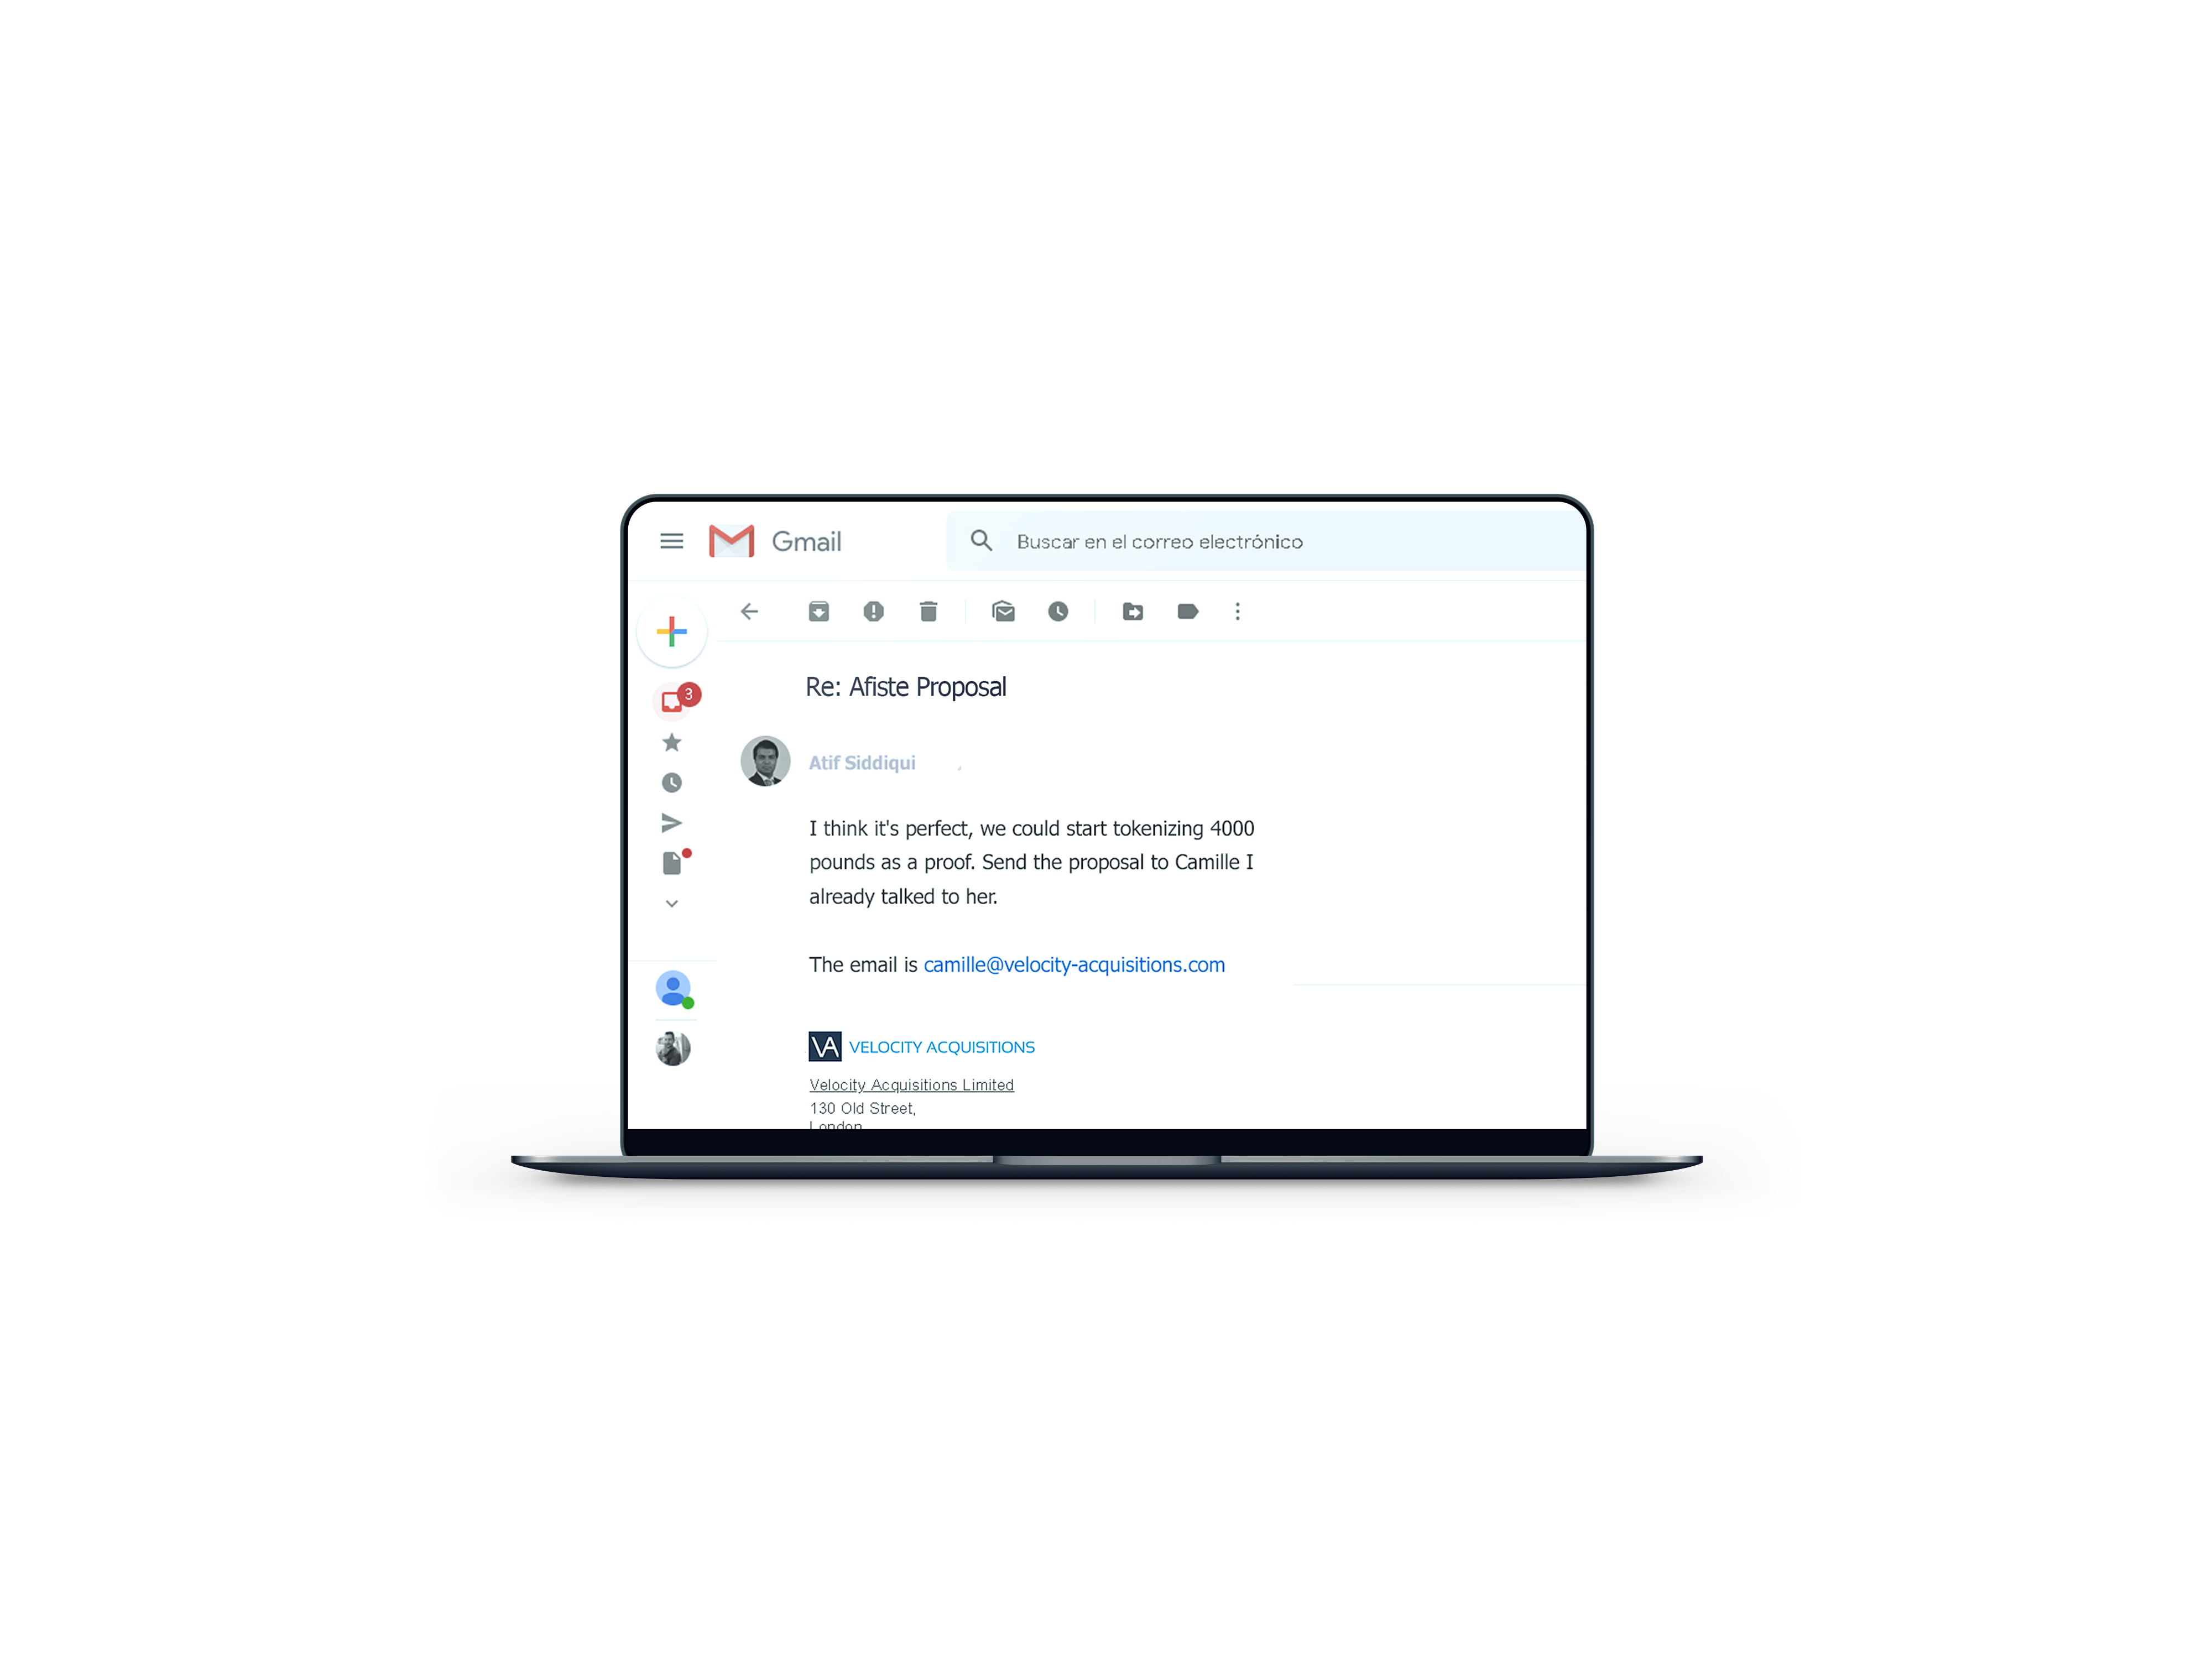 Gmail
Buscar en el correo electrónico
Re: Afiste Proposal
3
Atif Siddiqui
I think it's perfect, we could start tokenizing 4000
pounds as a proof. Send the proposal to Camille I
already talked to her.
The email is camille@velocity-acquisitions.com
VA VELOCITY ACQUISITIONS
Velocity Acquisitions Limited
130 Old Street,
London